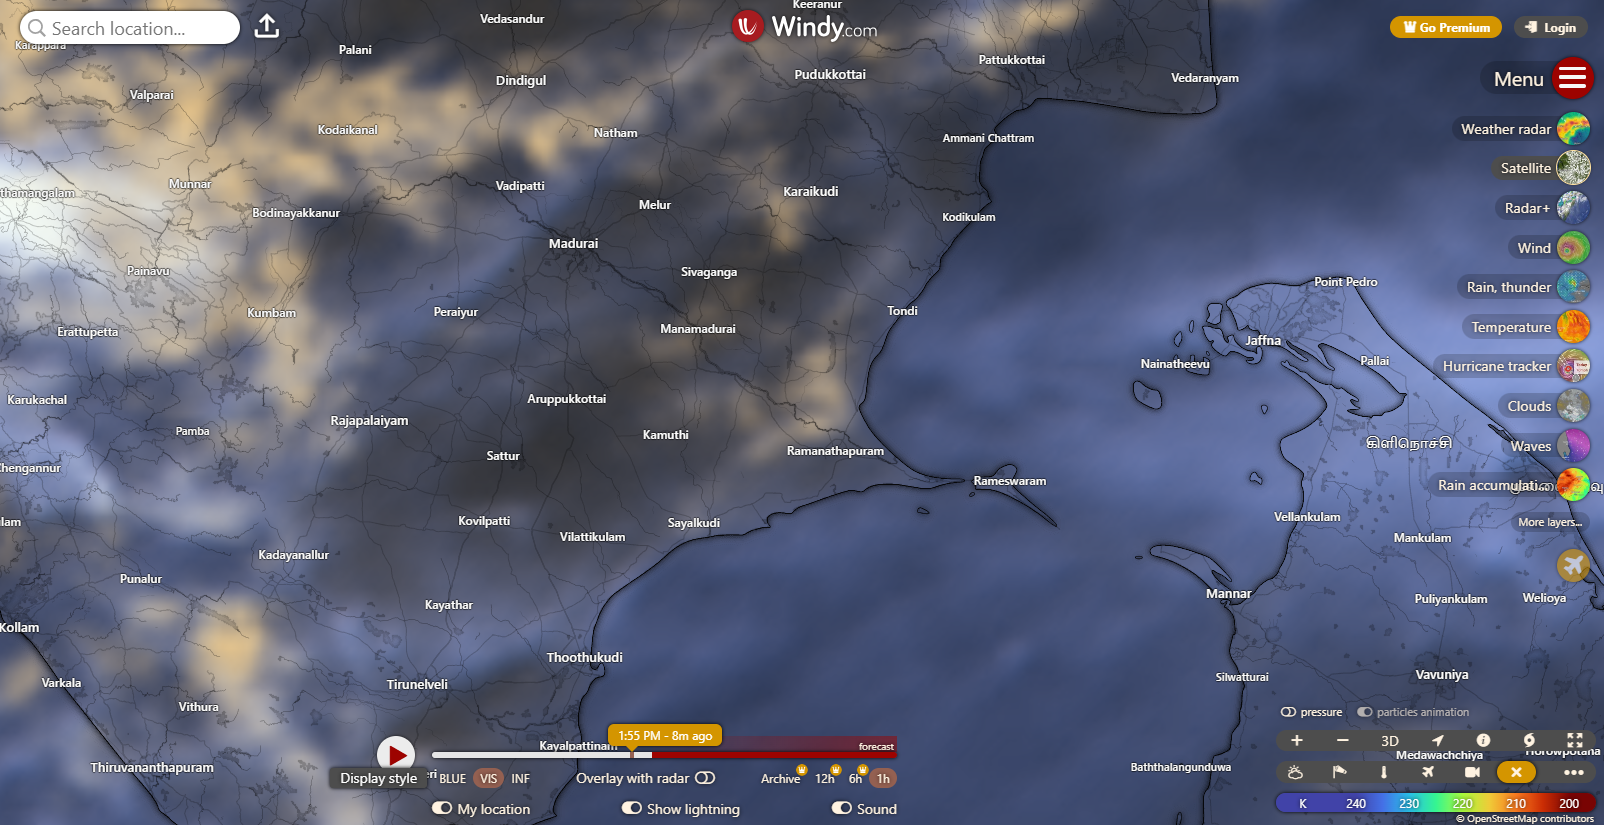 Search location...
Windy.com
Go Premium
Login
Menu
Weather radar
Satellite
Radar+
Wind
Rain, thunder
Temperature
Hurricane tracker
Clouds
Waves
Rain accumulati
More layers...
Keeranur
Vedasandur
Karappara
Palani
Pattukkottai
Pudukkottai
Vedaranyam
Dindigul
Valparai
Kodaikanal
Natham
Ammani Chattram
Munnar
Vadipatti
Karaikudi
thamangalam
Melur
Bodinayakkanur
Kodikulam
Madurai
Painavu
Sivaganga
Point Pedro
Kumbam
Peraiyur
Tondi
Erattupetta
Manamadurai
Jaffna
Nainatheevu
Pallai
Karukachal
Aruppukkottai
Rajapalaiyam
Pamba
Kamuthi
கிளிநொச்சி
Ramanathapuram
Sattur
Chengannur
Rameswaram
Vellankulam
lam
Kovilpatti
Sayalkudi
Vilattikulam
Mankulam
Kadayanallur
Punalur
Mannar
Kayathar
Puliyankulam
Welioya
Kollam
Thoothukudi
Vavuniya
Silwatturai
Varkala
Tirunelveli
Vithura
Kayalpattinam
Thiruvananthapuram
Baththalangunduwa
Medawachchiya
Horowpotana
1:55 PM - 8m ago
forecast
Display style
eri
BLUE
VIS
INF
Overlay with radar
Archive
12h
6h
1h
My location
Show lightning
Sound
pressure
particles animation
3D
K 240 230 220 210 200
© OpenStreetMap contributors